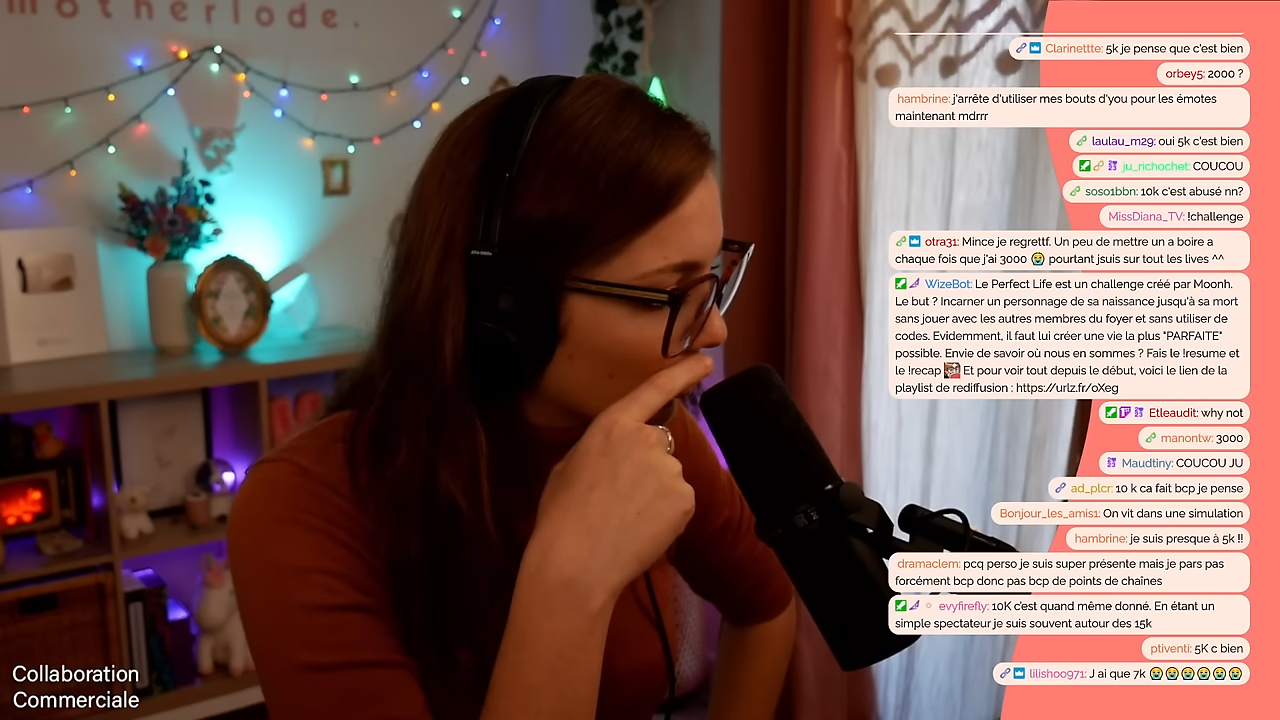 motherlode.
Clarinettte: 5k je pense que c'est bien
orbey5: 2000 ?
hambrine: j'arrête d'utiliser mes bouts d'you pour les émotes
maintenant mdrrr
laulau_m29: oui 5k c'est bien
ju_richochet: COUCOU
soso1bbn: 10k c'est abusé nn?
MissDiana_TV: !challenge
otra31: Mince je regrettf. Un peu de mettre un a boire a
chaque fois que j'ai 3000 😭 pourtant jsuis sur tout les lives ^^
WizeBot: Le Perfect Life est un challenge créé par Moonh.
Le but ? Incarner un personnage de sa naissance jusqu'à sa mort
sans jouer avec les autres membres du foyer et sans utiliser de
codes. Evidemment, il faut lui créer une vie la plus "PARFAITE"
possible. Envie de savoir où nous en sommes ? Fais le !resume et
le !recap Et pour voir tout depuis le début, voici le lien de la
playlist de rediffusion : https://urlz.fr/oXeg
Etleaudit: why not
manontw: 3000
Maudtiny: COUCOU JU
ad_plcr: 10 k ca fait bcp je pense
Bonjour_les_amis1: On vit dans une simulation
hambrine: je suis presque à 5k !!
dramaclem: pcq perso je suis super présente mais je pars pas
forcément bcp donc pas bcp de points de chaînes
evyfirefly: 10K c'est quand même donné. En étant un
simple spectateur je suis souvent autour des 15k
ptiventi: 5K c bien
lilishoo971: J ai que 7k 😭😭😭😭😭😭
Collaboration
Commerciale